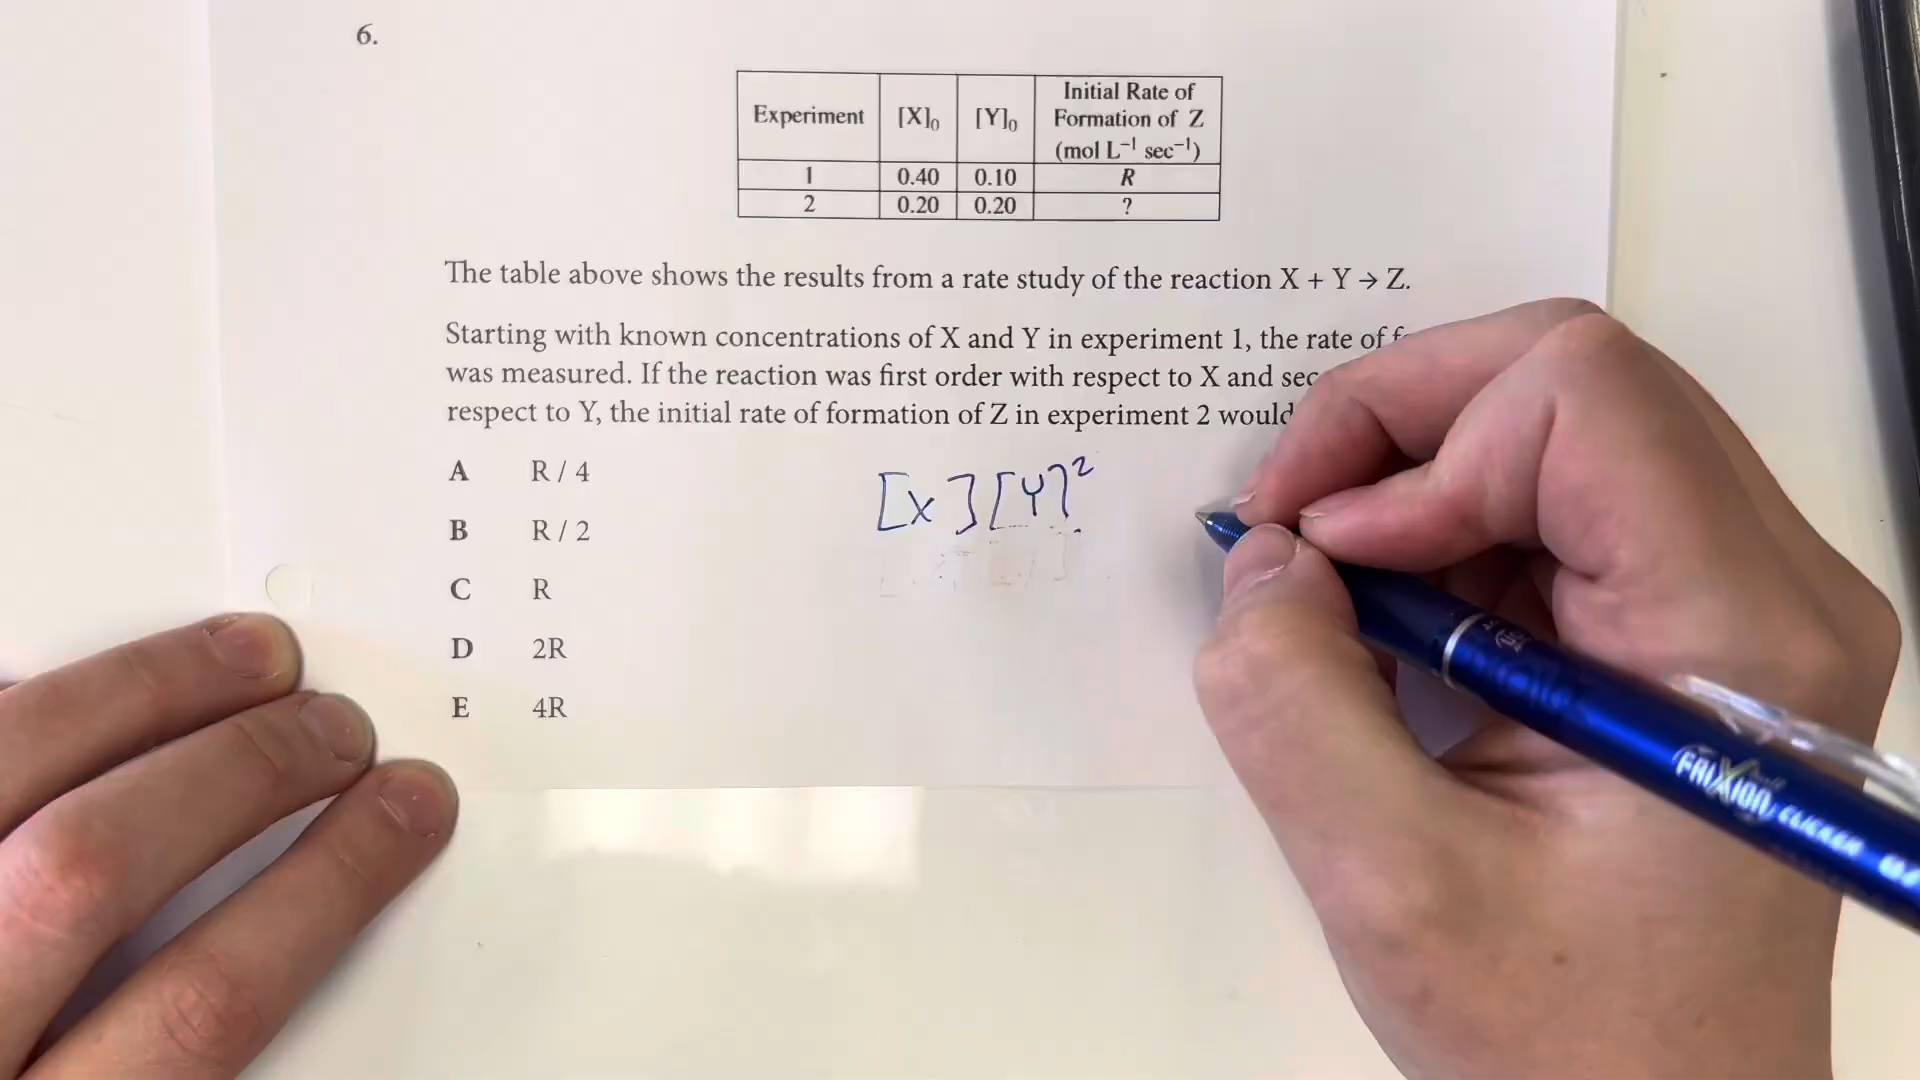 6.
Experiment [X]₀ [Y]₀ Initial Rate of Formation of Z (mol L⁻¹ sec⁻¹)
1 0.40 0.10 R
2 0.20 0.20 ?
The table above shows the results from a rate study of the reaction X + Y → Z.
Starting with known concentrations of X and Y in experiment 1, the rate of
was measured. If the reaction was first order with respect to X and
respect to Y, the initial rate of formation of Z in experiment 2 would
A R / 4
B R / 2
C R
D 2R
E 4R
[X][Y]²
FRIXION ball CLICKER